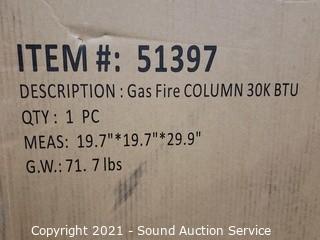 ITEM #: 51397
DESCRIPTION : Gas Fire COLUMN 30K BTU
QTY : 1 PC
MEAS: 19.7"*19.7"*29.9"
G.W.: 71. 7 lbs
Copyright 2021 - Sound Auction Service